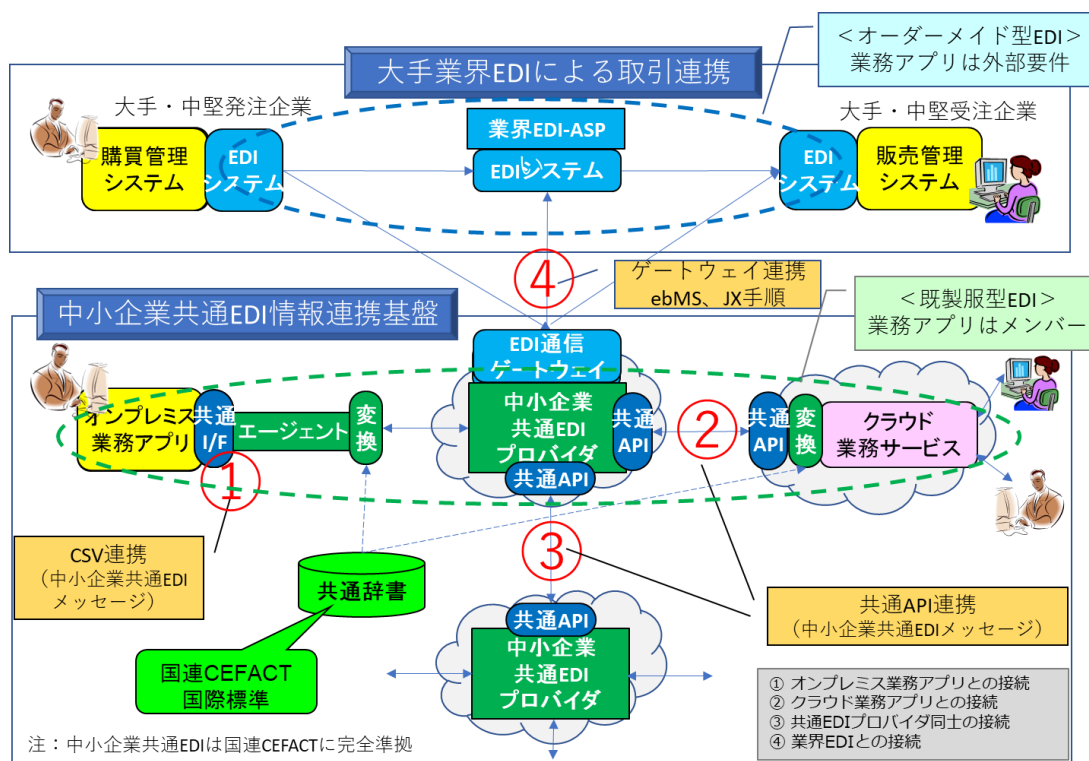 ＜オーダーメイド型EDI＞
業務アプリは外部要件
大手業界EDIによる取引連携
大手・中堅発注企業
大手・中堅受注企業
購買管理
システム
EDI
システム
業界EDI-ASP
EDIシステム
EDI
システム
販売管理
システム
④
ゲートウェイ連携
ebMS、JX手順
中小企業共通EDI情報連携基盤
＜既製服型EDI＞
業務アプリはメンバー
EDI通信
ゲートウェイ
オンプレミス
業務アプリ
共通
I/F
エージェント
変
換
中小企業
共通EDI
プロバイダ
共通
API
②
共通
API
変
換
クラウド
業務サービス
①
共通API
CSV連携
（中小企業共通EDI
メッセージ）
③
共通辞書
共通API
共通API連携
（中小企業共通EDIメッセージ）
国連CEFACT
国際標準
中小企業
共通EDI
プロバイダ
① オンプレミス業務アプリとの接続
② クラウド業務アプリとの接続
③ 共通EDIプロバイダ同士の接続
④ 業界EDIとの接続
注：中小企業共通EDIは国連CEFACTに完全準拠